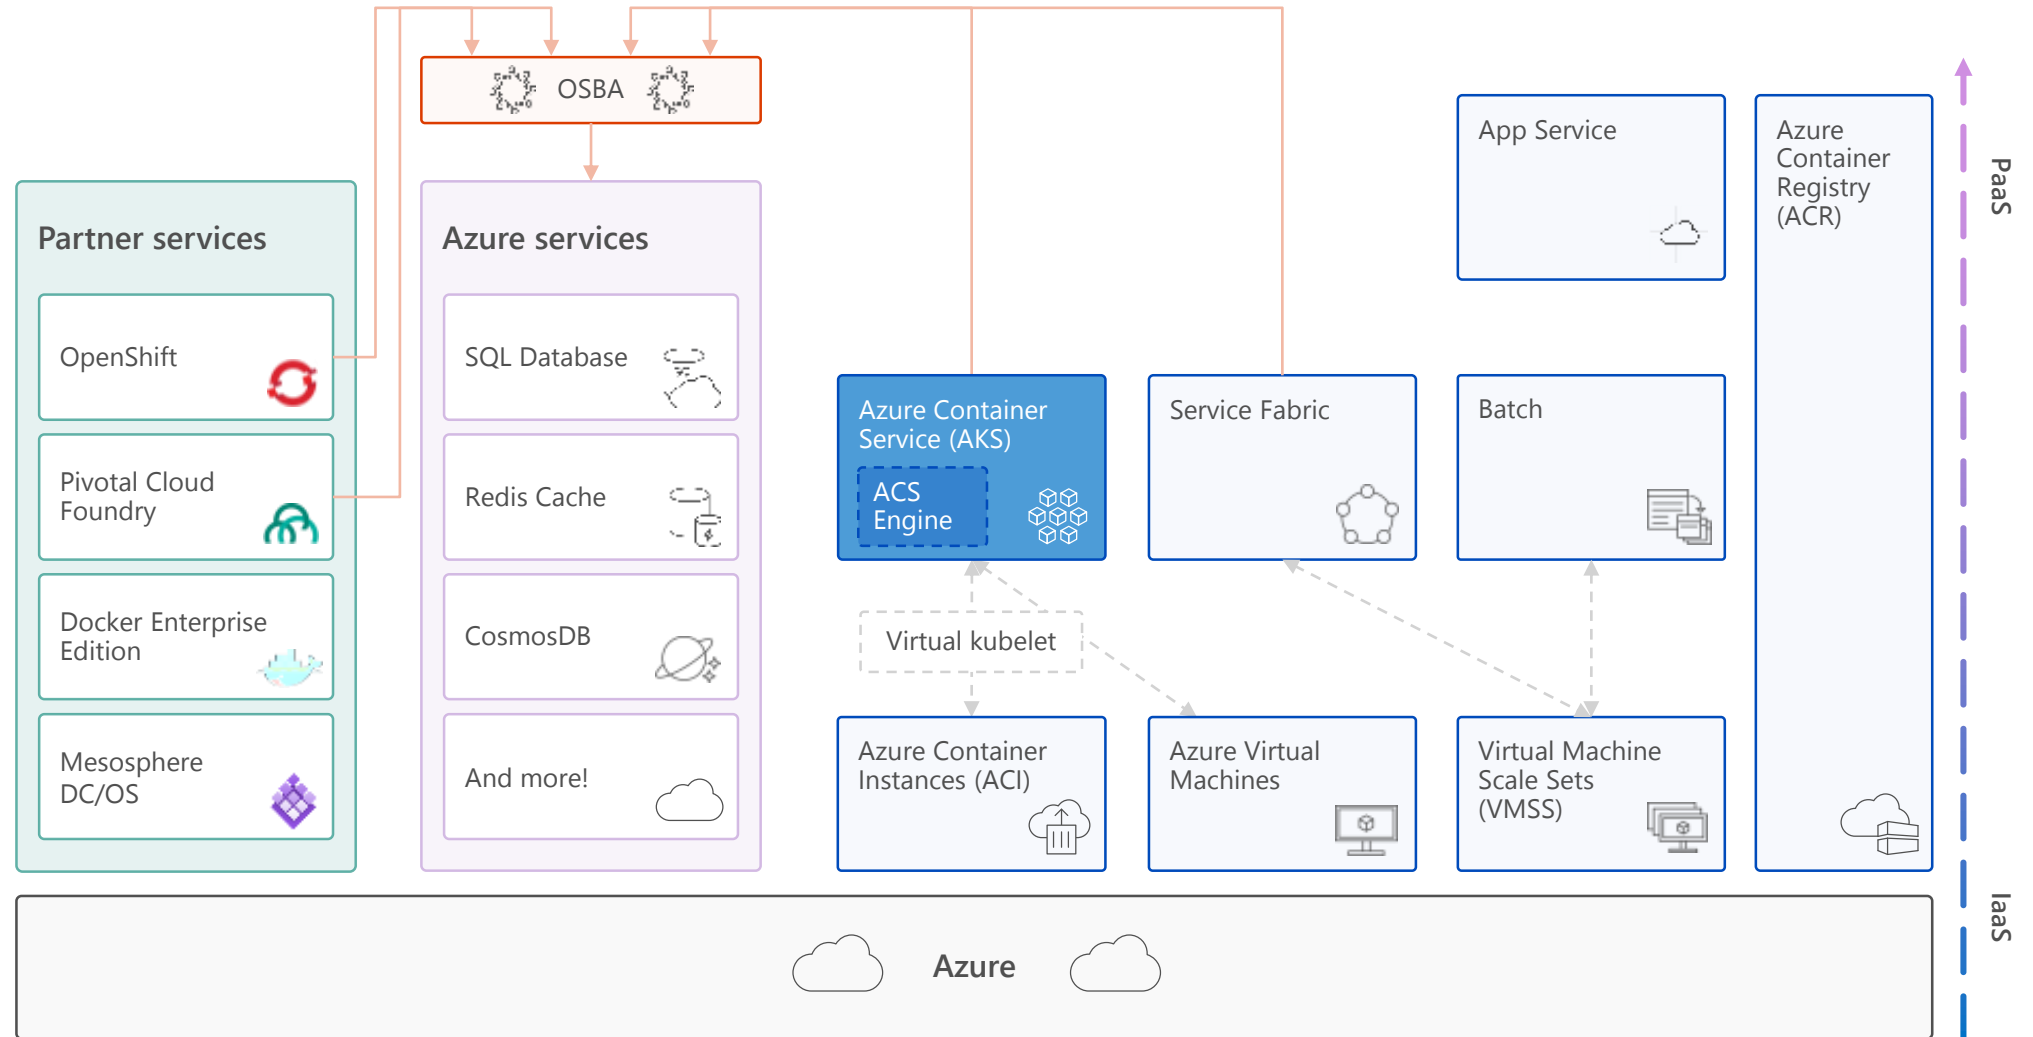 OSBA
Partner services
OpenShift
Pivotal Cloud
Foundry
Docker Enterprise
Edition
Mesosphere
DC/OS
Azure services
SQL Database
Redis Cache
CosmosDB
And more!
Azure Container
Service (AKS)
ACS
Engine
Service Fabric
App Service
Batch
Azure
Container
Registry
(ACR)
Virtual kubelet
Azure Container
Instances (ACI)
Azure Virtual
Machines
Virtual Machine
Scale Sets
(VMSS)
PaaS
IaaS
Azure